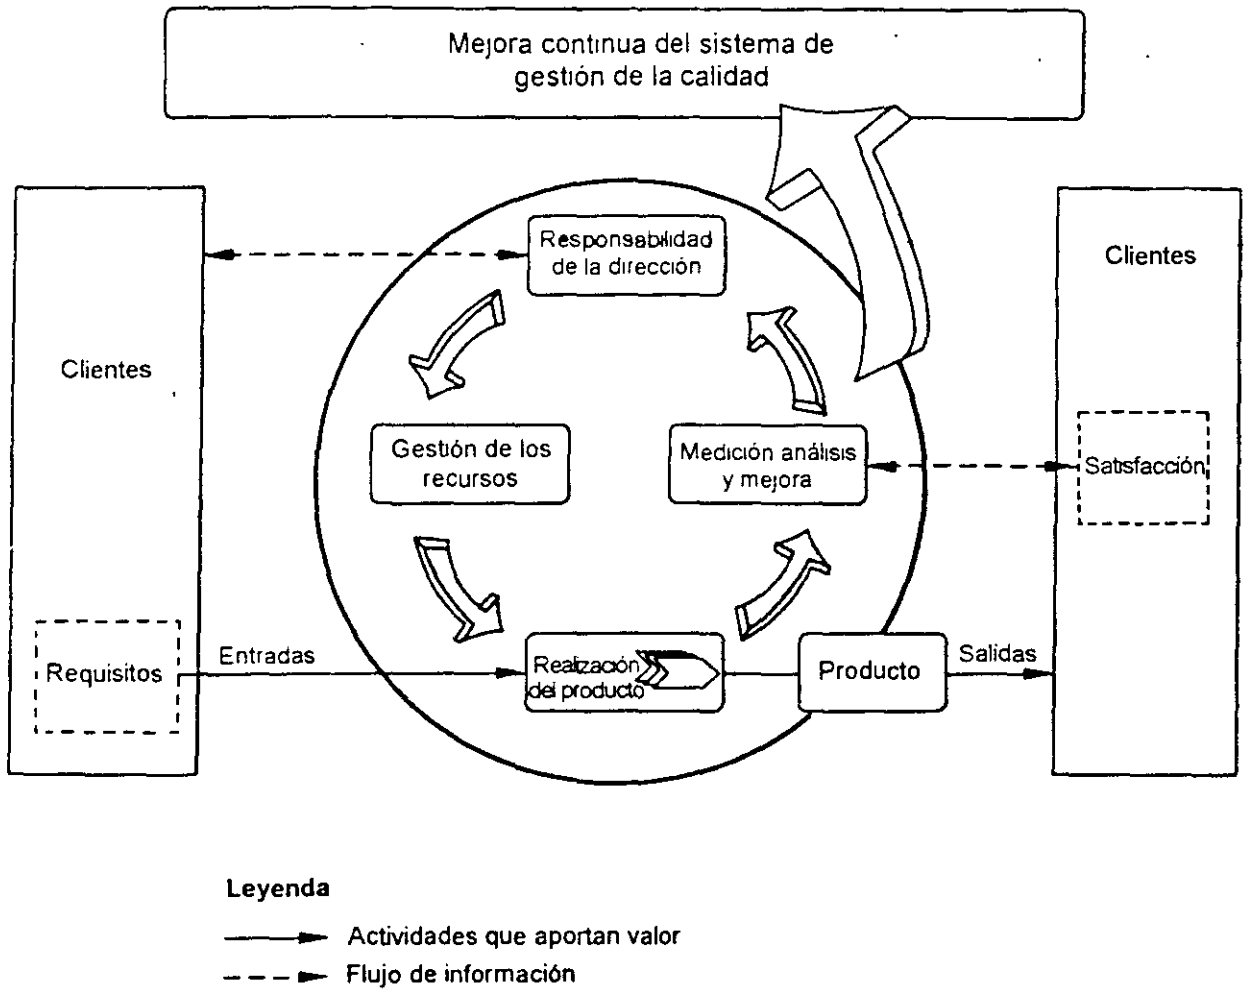 Mejora continua del sistema de
gestión de la calidad
Responsabilidad
de la dirección
Clientes
Clientes
Gestión de los
recursos
Medición análisis
y mejora
Satisfacción
Requisitos
Entradas
Realización
del producto
Producto
Salidas
Leyenda
Actividades que aportan valor
Flujo de información